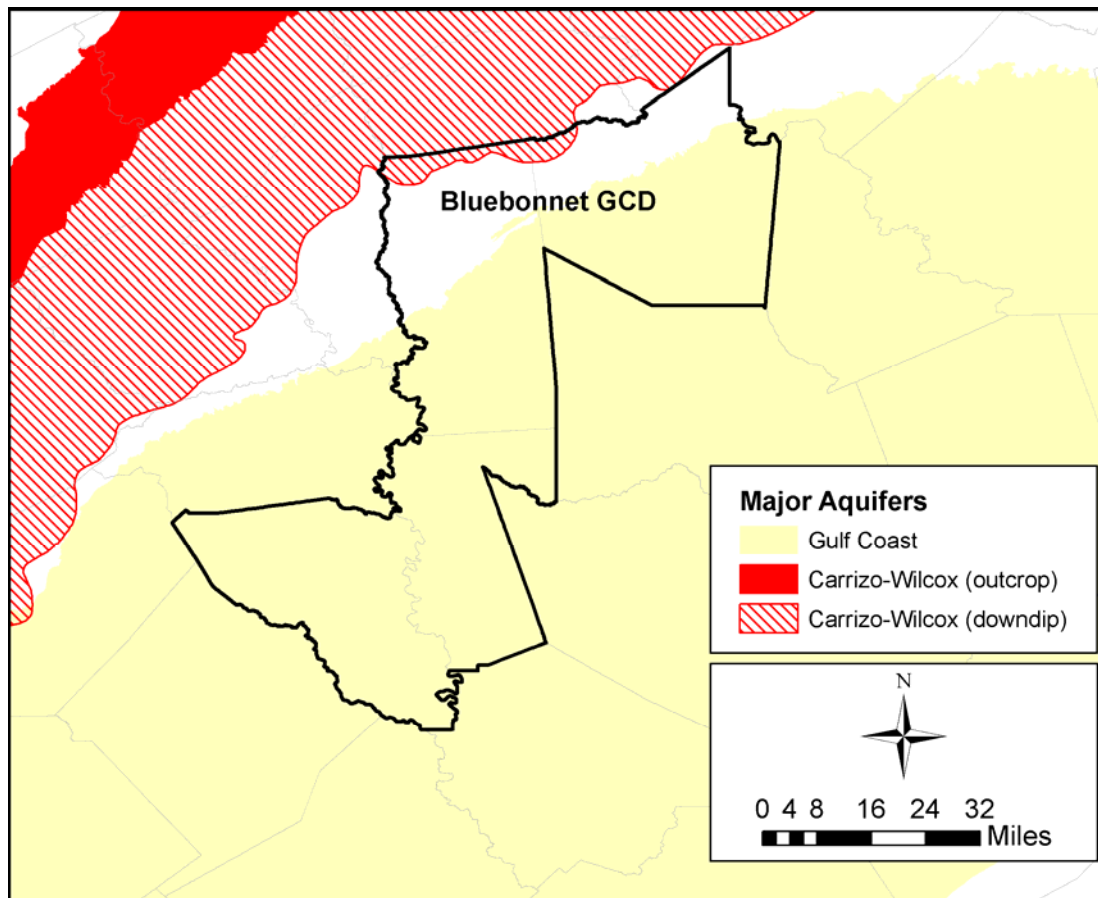 Bluebonnet GCD
Major Aquifers
Gulf Coast
Carrizo-Wilcox (outcrop)
Carrizo-Wilcox (downdip)
N
0 4 8 16 24 32
Miles